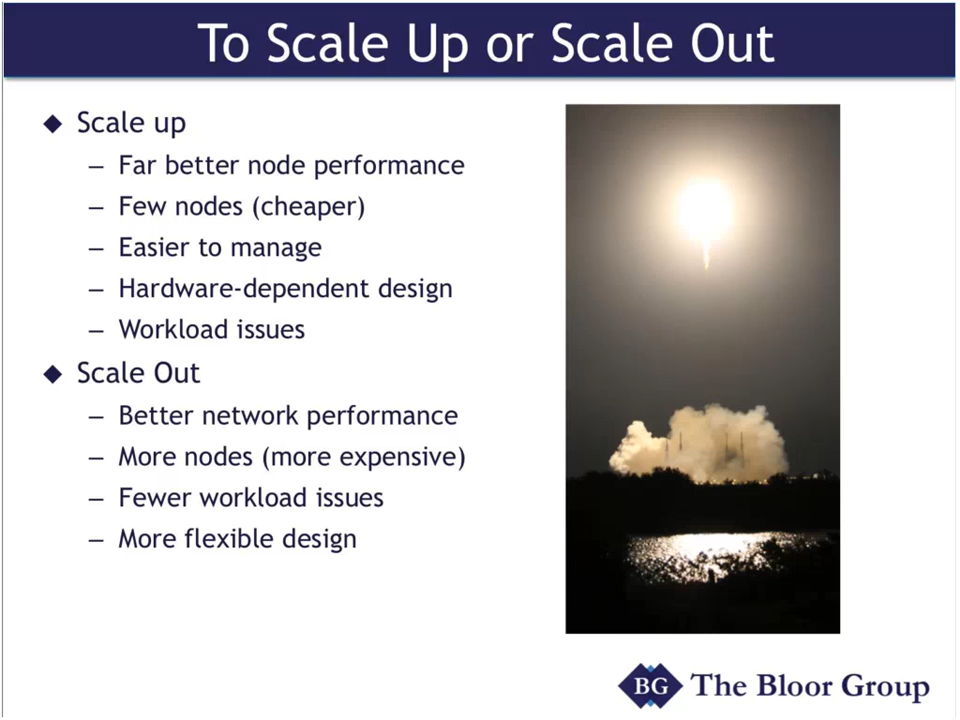 To Scale Up or Scale Out
◆ Scale up
– Far better node performance
– Few nodes (cheaper)
– Easier to manage
– Hardware-dependent design
– Workload issues
◆ Scale Out
– Better network performance
– More nodes (more expensive)
– Fewer workload issues
– More flexible design
BG The Bloor Group